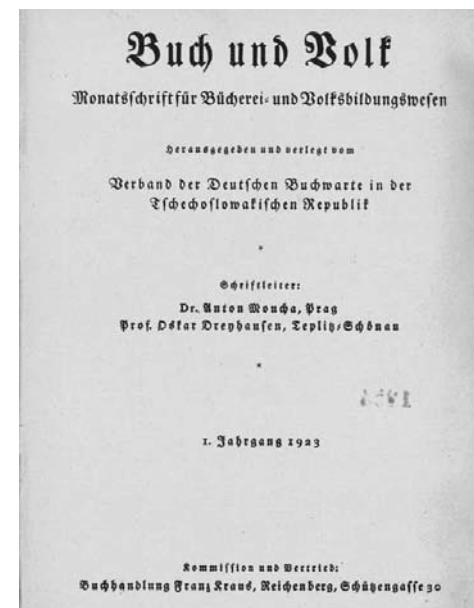 Buch und Volk
Monatsschrift für Bücherei- und Volksbildungswesen
Herausgegeben und verlegt vom
Verband der Deutschen Buchwarte in der
Tschechoslowakischen Republik
*
Schriftleiter:
Dr. Anton Moucha, Prag
Prof. Oskar Dreyhausen, Teplitz-Schönau
*
1. Jahrgang 1923
Kommission und Vertrieb:
Buchhandlung Franz Kraus, Reichenberg, Schützengasse 30